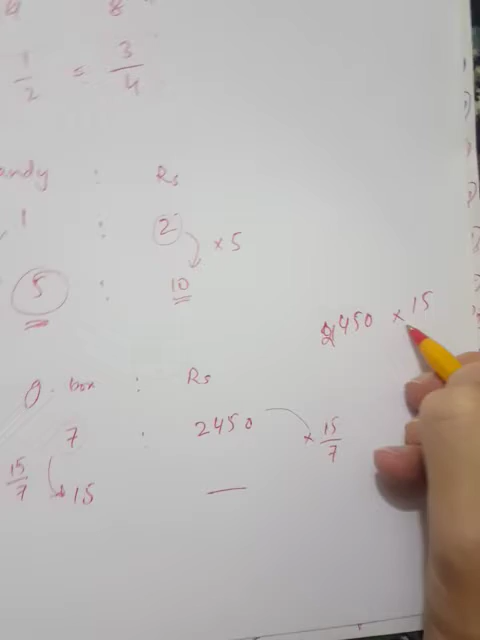 8
1/2 = 3/4
andy : Rs
1 : 2
× 5
5 : 10
2450 × 15
O. box : Rs
7 : 2450 × 15/7
15/7
15 —